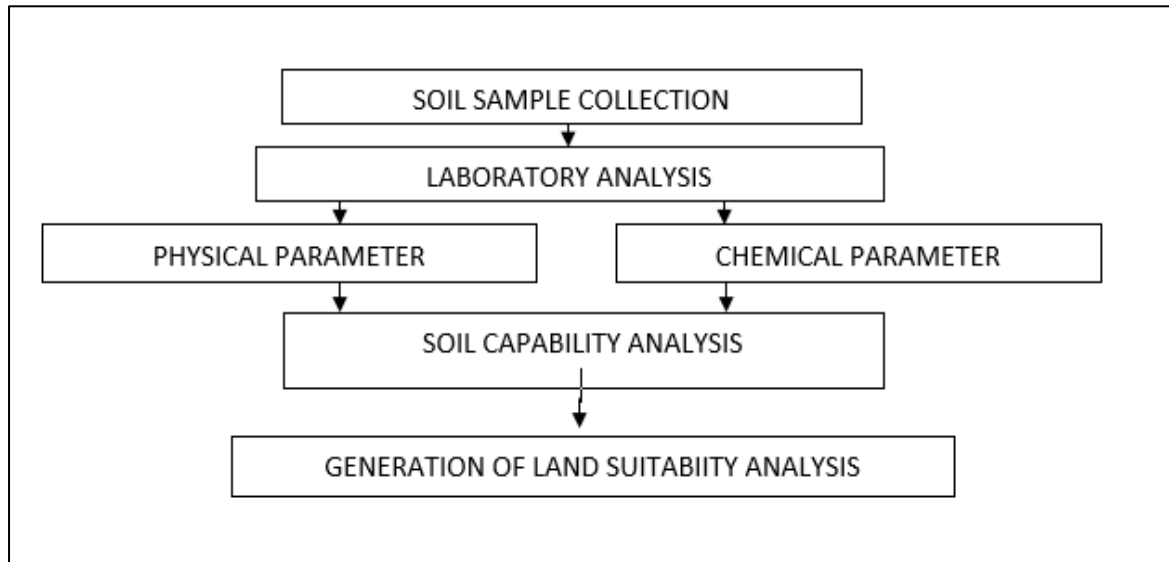 SOIL SAMPLE COLLECTION
LABORATORY ANALYSIS
PHYSICAL PARAMETER
CHEMICAL PARAMETER
SOIL CAPABILITY ANALYSIS
GENERATION OF LAND SUITABIITY ANALYSIS